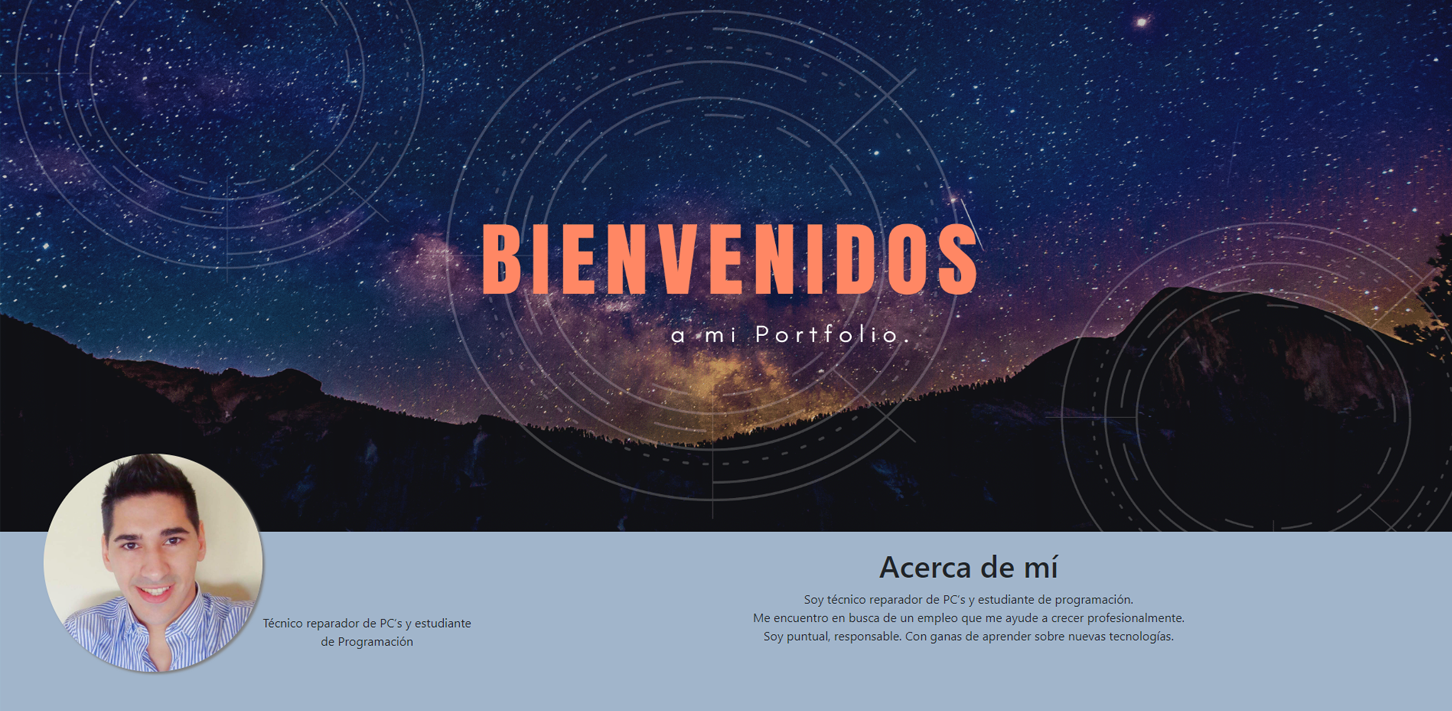 BIENVENIDOS
a mi Portfolio.
Técnico reparador de PC's y estudiante
de Programación
Acerca de mí
Soy técnico reparador de PC's y estudiante de programación.
Me encuentro en busca de un empleo que me ayude a crecer profesionalmente.
Soy puntual, responsable. Con ganas de aprender sobre nuevas tecnologías.